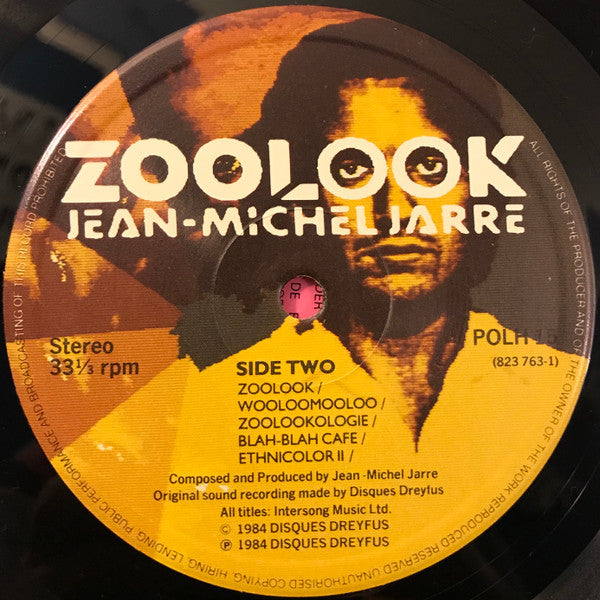 ZOOLOOK
JEAN-MICHEL JARRE
Stereo
33⅓ rpm
POLH 15
(823 763-1)
SIDE TWO
ZOOLOOK /
WOOLOOMOOLOO /
ZOOLOOKOLOGIE /
BLAH-BLAH CAFE /
ETHNICOLOR II /
Composed and Produced by Jean-Michel Jarre
Original sound recording made by Disques Dreyfus
All titles: Intersong Music Ltd.
© 1984 DISQUES DREYFUS
℗ 1984 DISQUES DREYFUS
ALL RIGHTS OF THE PRODUCER AND OF THE OWNER OF THE WORK REPRODUCED RESERVED UNAUTHORISED COPYING, HIRING, LENDING, PUBLIC PERFORMANCE AND BROADCASTING OF THIS RECORD PROHIBITED
DE